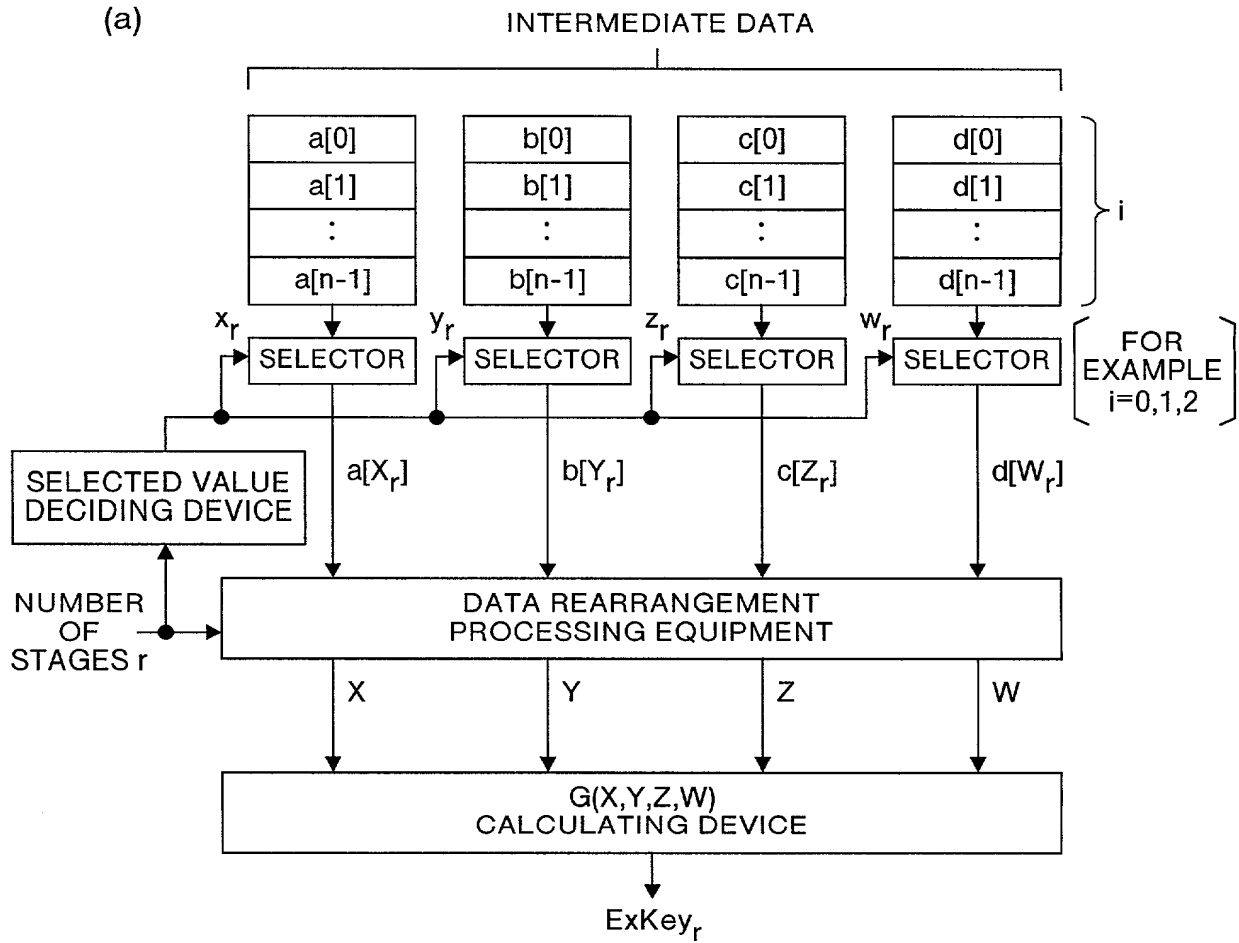 (a)
INTERMEDIATE DATA
a[0] b[0] c[0] d[0]
a[1] b[1] c[1] d[1]
⋮ ⋮ ⋮ ⋮
i
a[n-1] b[n-1] c[n-1] d[n-1]
xᵣ yᵣ zᵣ wᵣ
SELECTOR SELECTOR SELECTOR SELECTOR
FOR
EXAMPLE
i=0,1,2
SELECTED VALUE
DECIDING DEVICE
a[Xᵣ] b[Yᵣ] c[Zᵣ] d[Wᵣ]
NUMBER
OF
STAGES r
DATA REARRANGEMENT
PROCESSING EQUIPMENT
X Y Z W
G(X,Y,Z,W)
CALCULATING DEVICE
ExKeyᵣ